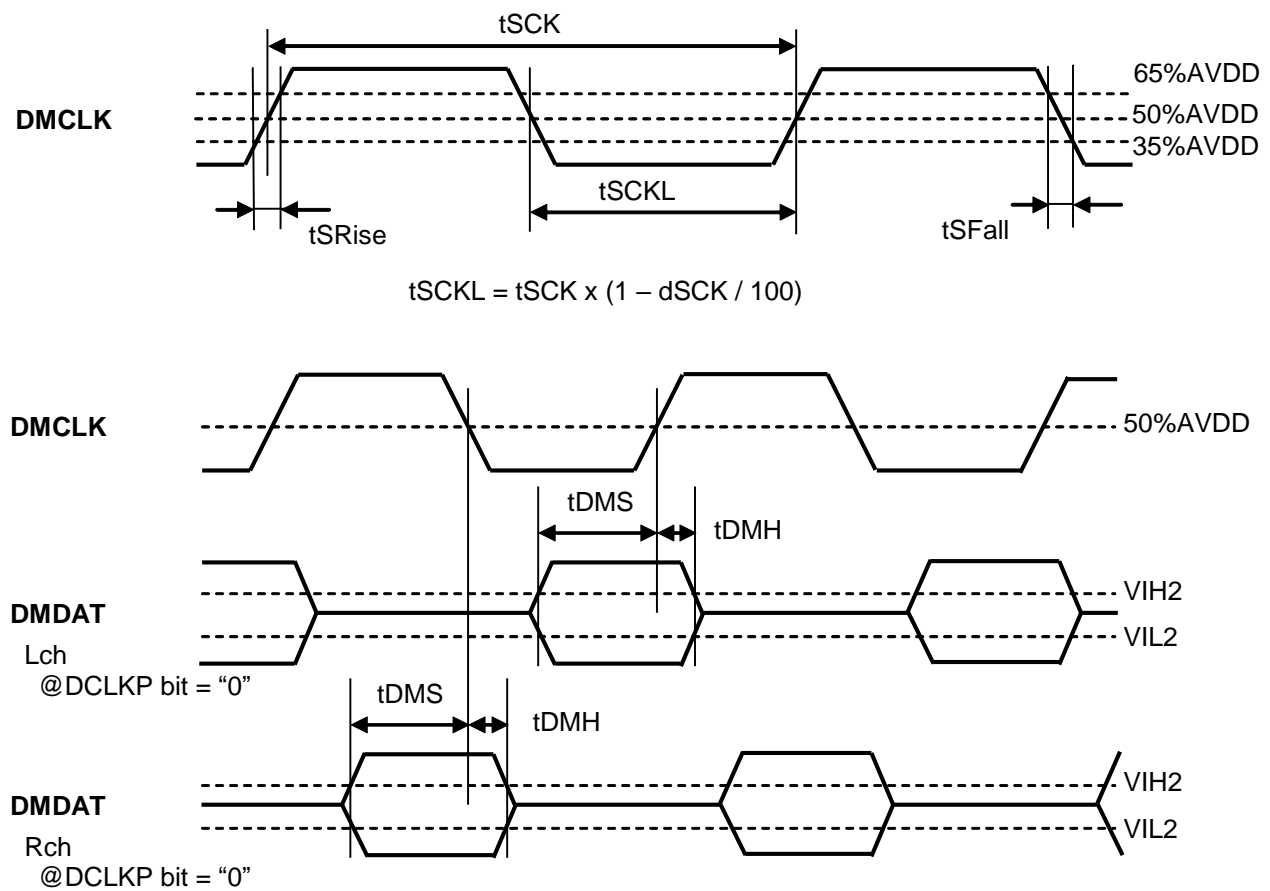 tSCK
65%AVDD
DMCLK
50%AVDD
35%AVDD
tSCKL
tSRise
tSFall
tSCKL = tSCK x (1 – dSCK / 100)
DMCLK
50%AVDD
tDMS
tDMH
VIH2
DMDAT
VIL2
Lch
@DCLKP bit = “0”
tDMS
tDMH
VIH2
DMDAT
VIL2
Rch
@DCLKP bit = “0”